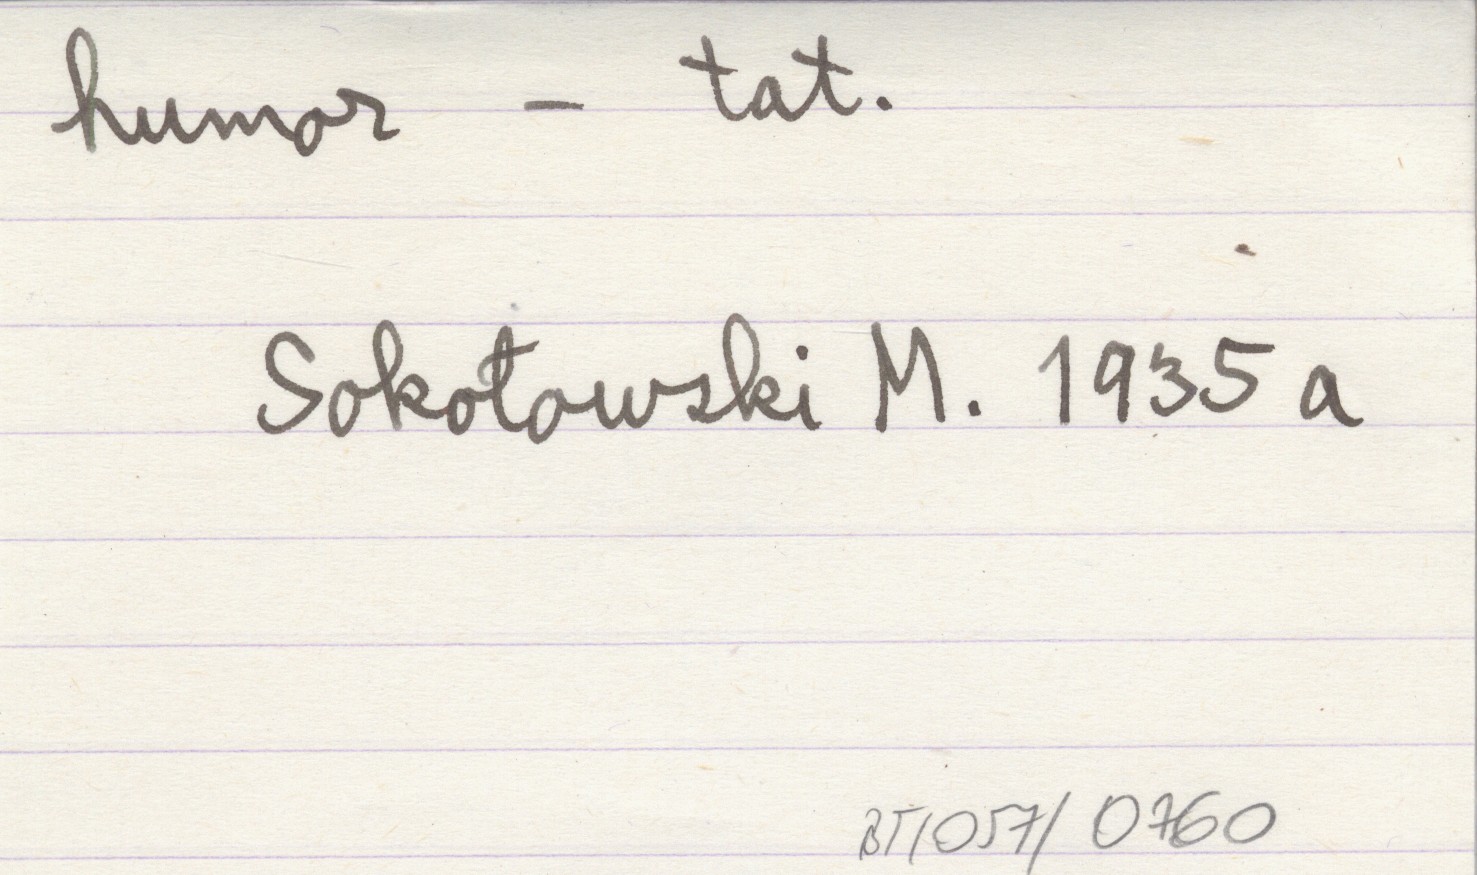 humor - tat.
Sokołowski M. 1935 a
BT/057/0760